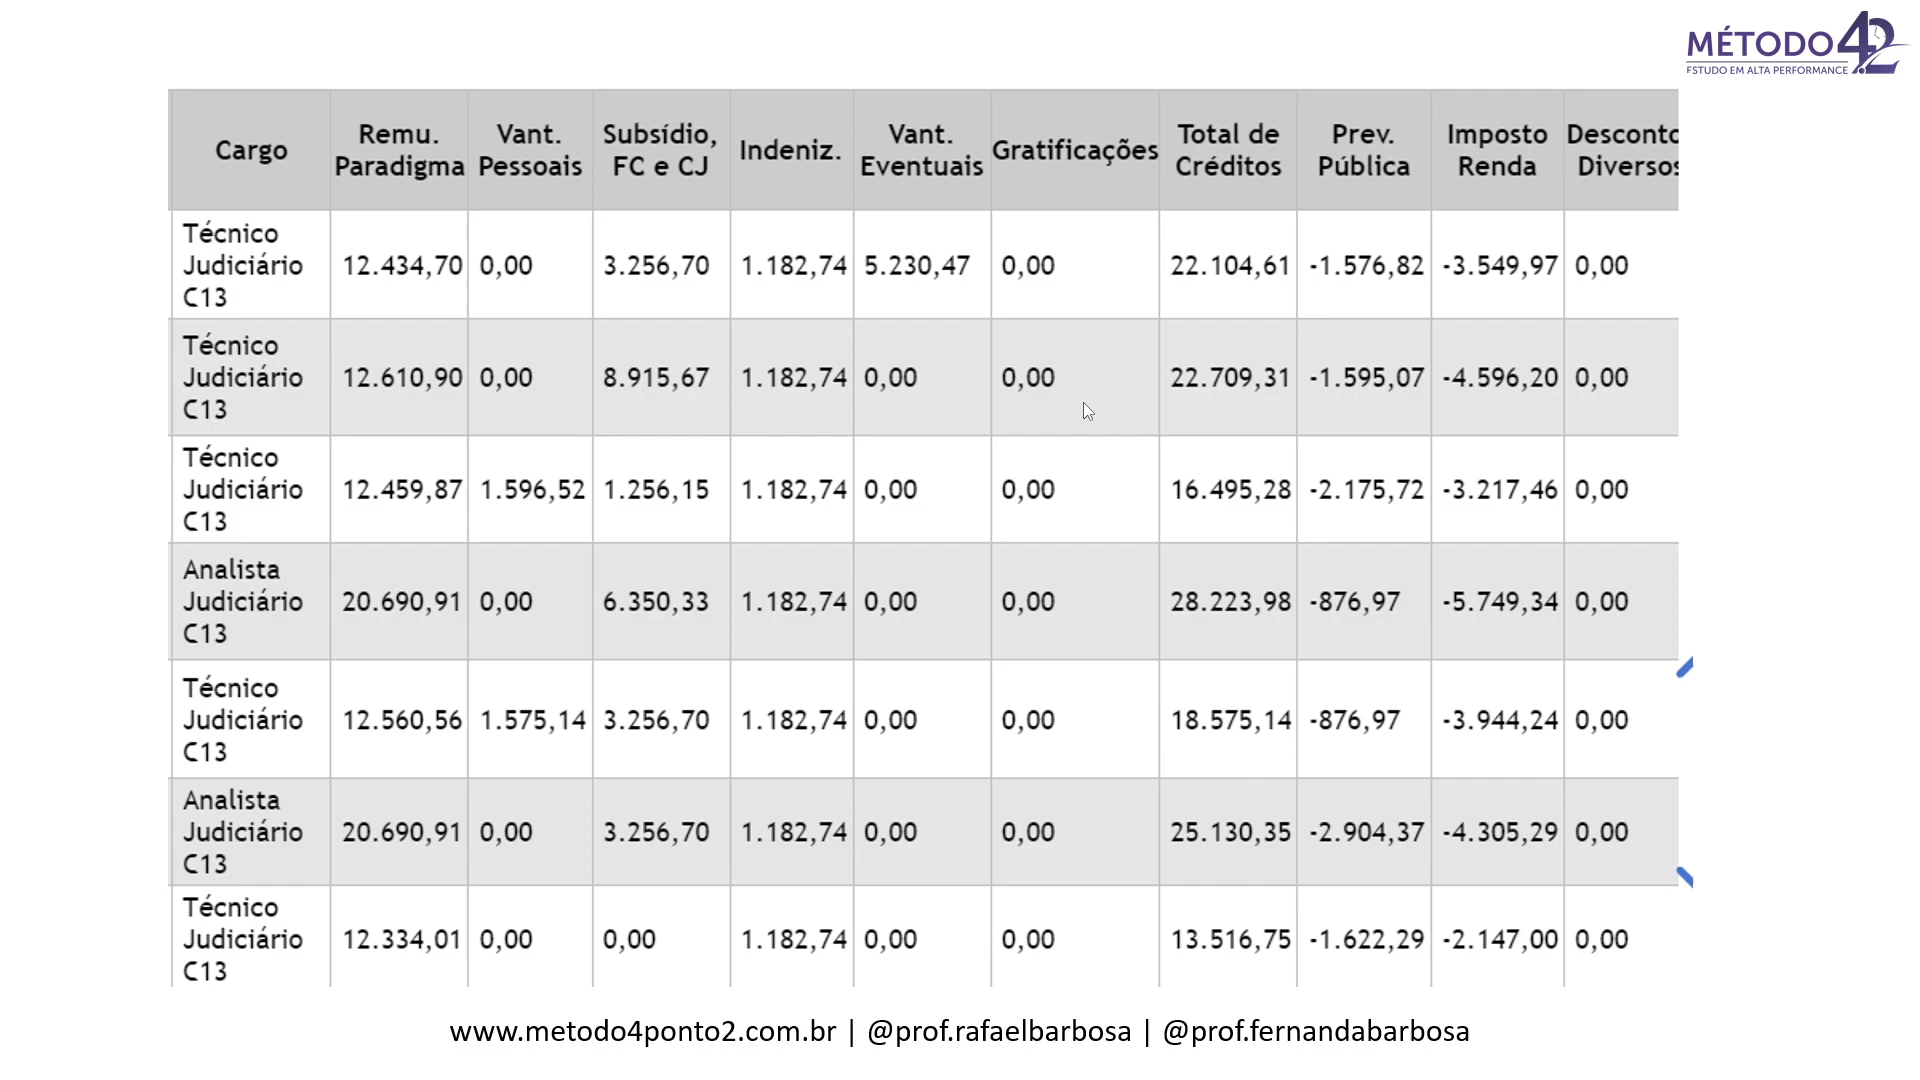 MÉTODO 4.2
ESTUDO EM ALTA PERFORMANCE
Cargo Remu. Paradigma Vant. Pessoais Subsídio, FC e CJ Indeniz. Vant. Eventuais Gratificações Total de Créditos Prev. Pública Imposto Renda Desconto Diversos
Técnico Judiciário C13 12.434,70 0,00 3.256,70 1.182,74 5.230,47 0,00 22.104,61 -1.576,82 -3.549,97 0,00
Técnico Judiciário C13 12.610,90 0,00 8.915,67 1.182,74 0,00 0,00 22.709,31 -1.595,07 -4.596,20 0,00
Técnico Judiciário C13 12.459,87 1.596,52 1.256,15 1.182,74 0,00 0,00 16.495,28 -2.175,72 -3.217,46 0,00
Analista Judiciário C13 20.690,91 0,00 6.350,33 1.182,74 0,00 0,00 28.223,98 -876,97 -5.749,34 0,00
Técnico Judiciário C13 12.560,56 1.575,14 3.256,70 1.182,74 0,00 0,00 18.575,14 -876,97 -3.944,24 0,00
Analista Judiciário C13 20.690,91 0,00 3.256,70 1.182,74 0,00 0,00 25.130,35 -2.904,37 -4.305,29 0,00
Técnico Judiciário C13 12.334,01 0,00 0,00 1.182,74 0,00 0,00 13.516,75 -1.622,29 -2.147,00 0,00
www.metodo4ponto2.com.br | @prof.rafaelbarbosa | @prof.fernandabarbosa